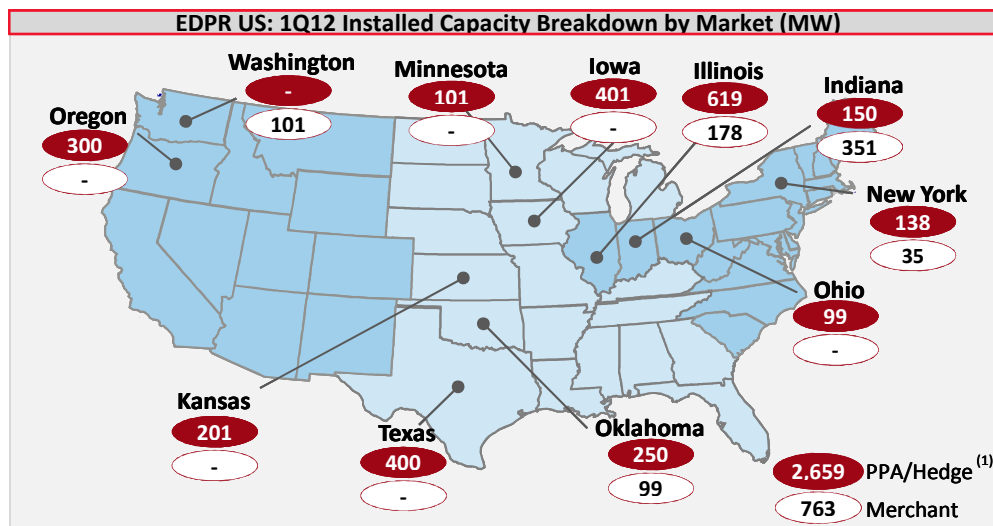 EDPR US: 1Q12 Installed Capacity Breakdown by Market (MW)
Washington
-
101
Minnesota
101
-
Iowa
401
-
Illinois
619
178
Indiana
150
351
Oregon
300
-
New York
138
35
Ohio
99
-
Kansas
201
-
Texas
400
-
Oklahoma
250
99
2,659 PPA/Hedge (1)
763 Merchant